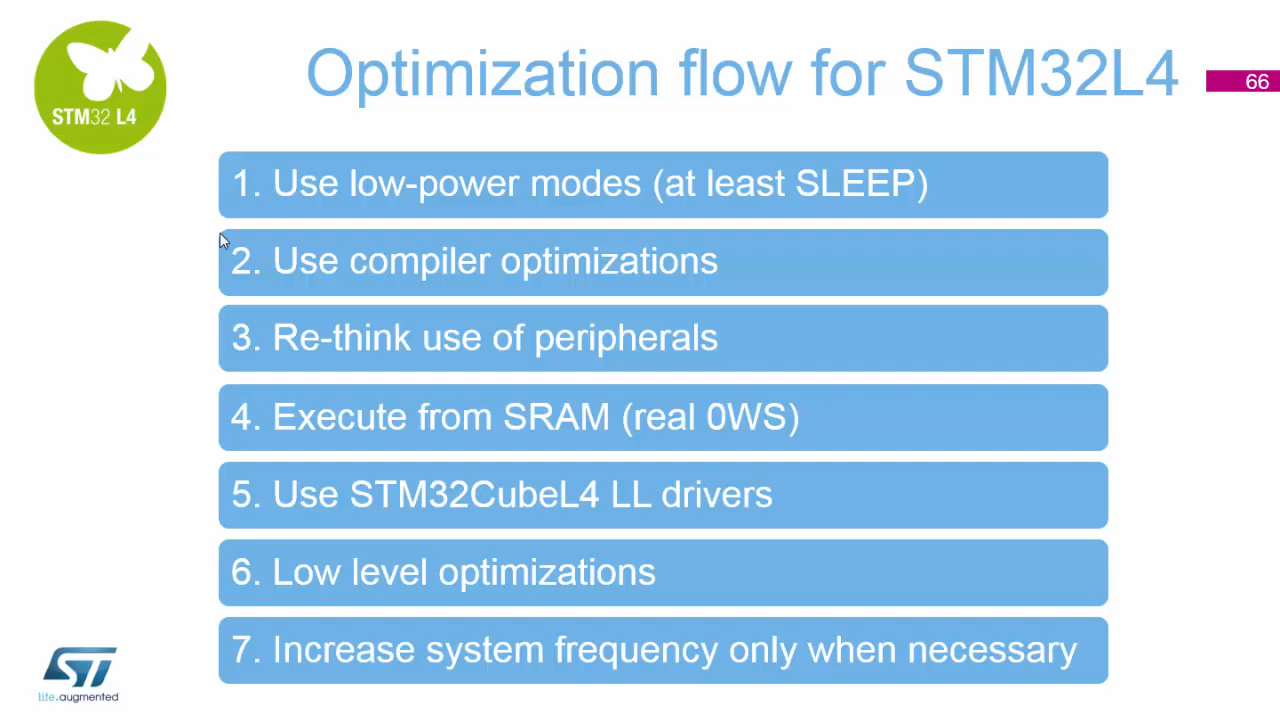 STM32 L4
Optimization flow for STM32L4
66
1. Use low-power modes (at least SLEEP)
2. Use compiler optimizations
3. Re-think use of peripherals
4. Execute from SRAM (real 0WS)
5. Use STM32CubeL4 LL drivers
6. Low level optimizations
7. Increase system frequency only when necessary
ST
life.augmented